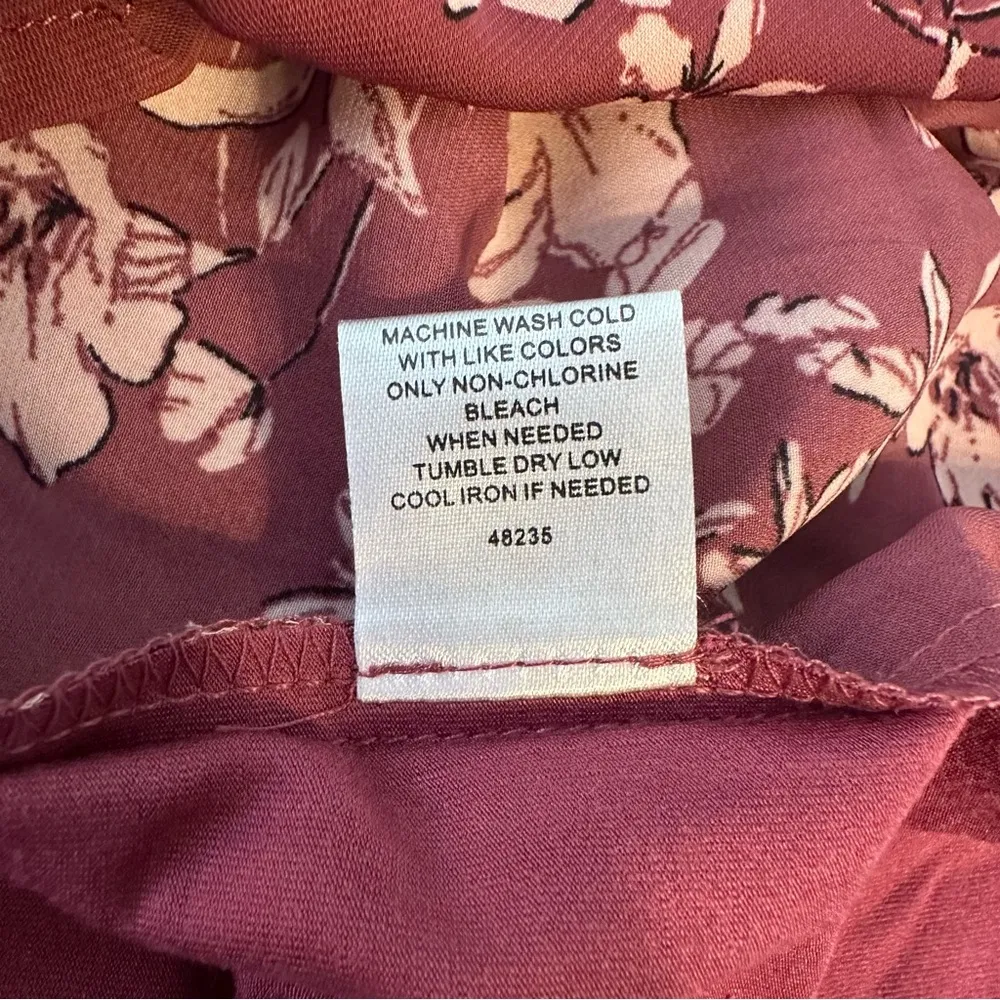 MACHINE WASH COLD
WITH LIKE COLORS
ONLY NON-CHLORINE
BLEACH
WHEN NEEDED
TUMBLE DRY LOW
COOL IRON IF NEEDED
48235